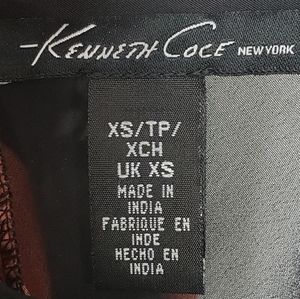 Kenneth Cole NEW YORK
XS/TP/
XCH
UK XS
MADE IN
INDIA
FABRIQUE EN
INDE
HECHO EN
INDIA